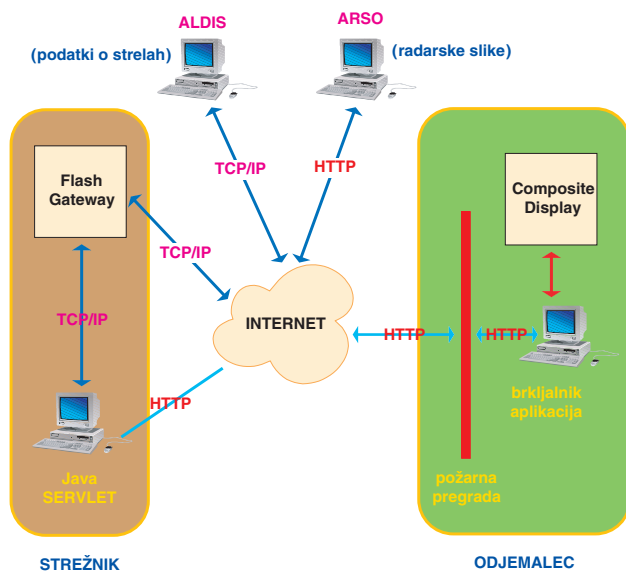 ALDIS
ARSO
(podatki o strelah)
(radarske slike)
Flash
Gateway
TCP/IP
HTTP
Composite
Display
TCP/IP
TCP/IP
INTERNET
HTTP
HTTP
HTTP
brkljalnik
aplikacija
Java
SERVLET
požarna
pregrada
STREŽNIK
ODJEMALEC